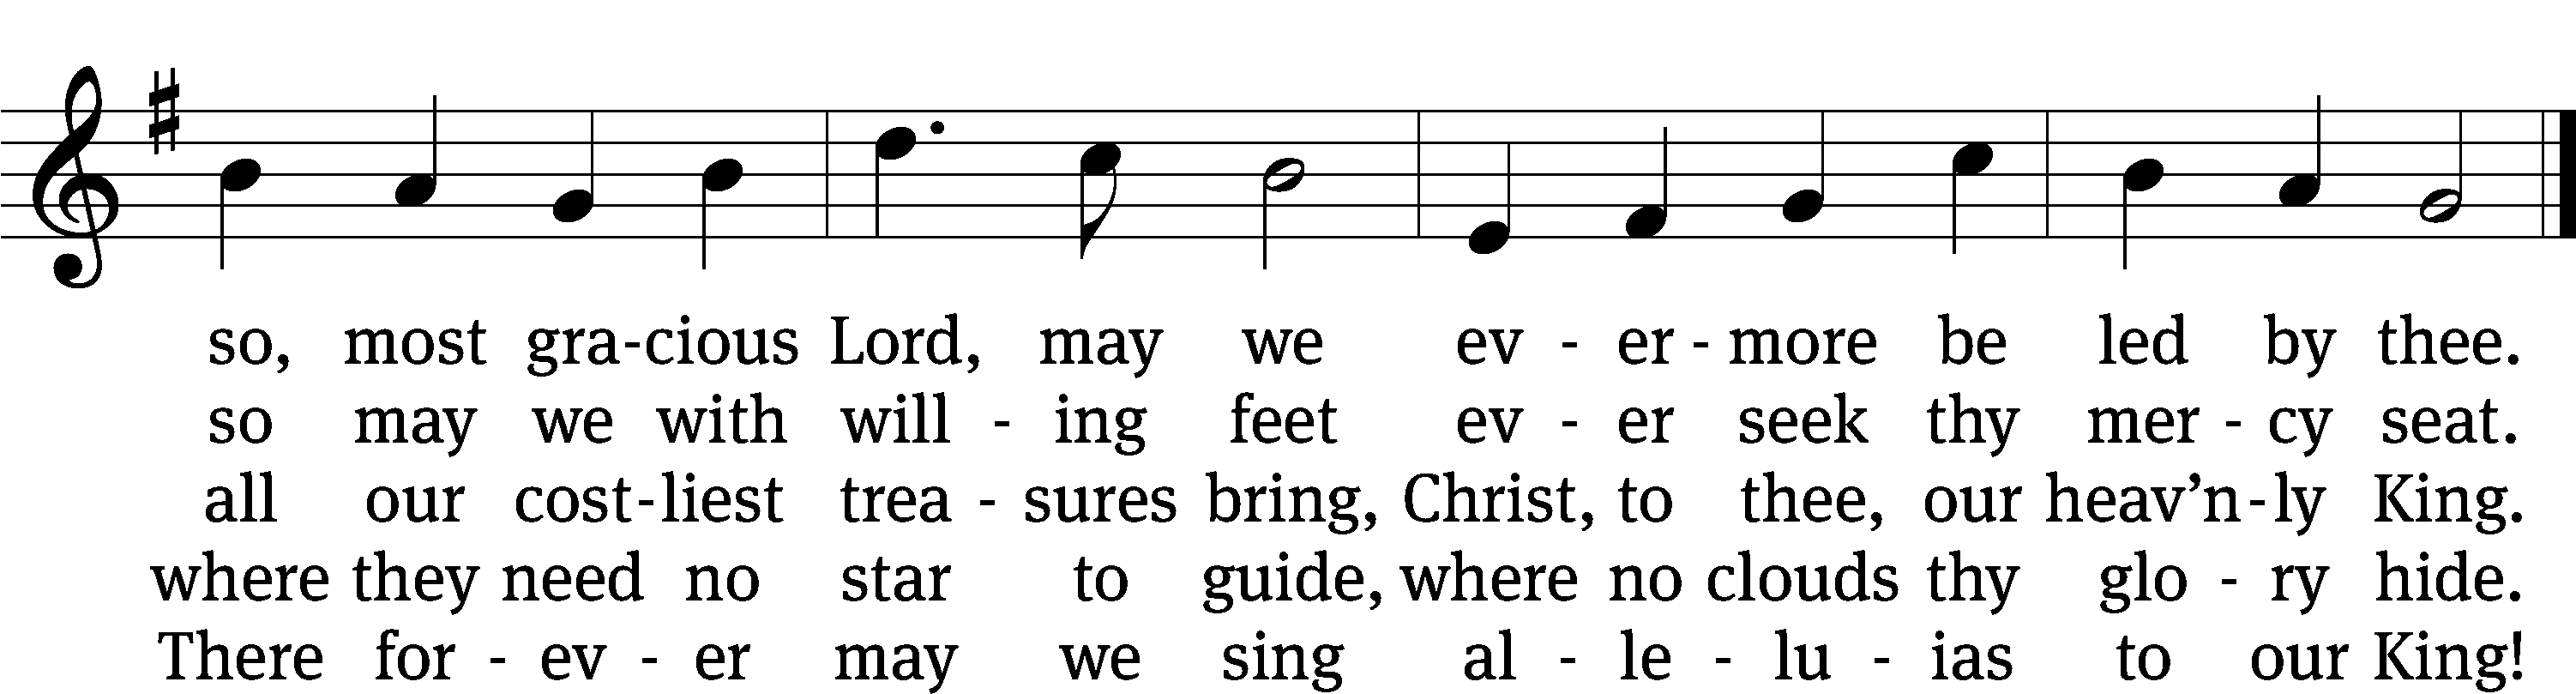 so, most gra-cious Lord, may we ev - er - more be led by thee.
so may we with will - ing feet ev - er seek thy mer - cy seat.
all our cost-liest trea - sures bring, Christ, to thee, our heav’n-ly King.
where they need no star to guide, where no clouds thy glo - ry hide.
There for - ev - er may we sing al - le - lu - ias to our King!